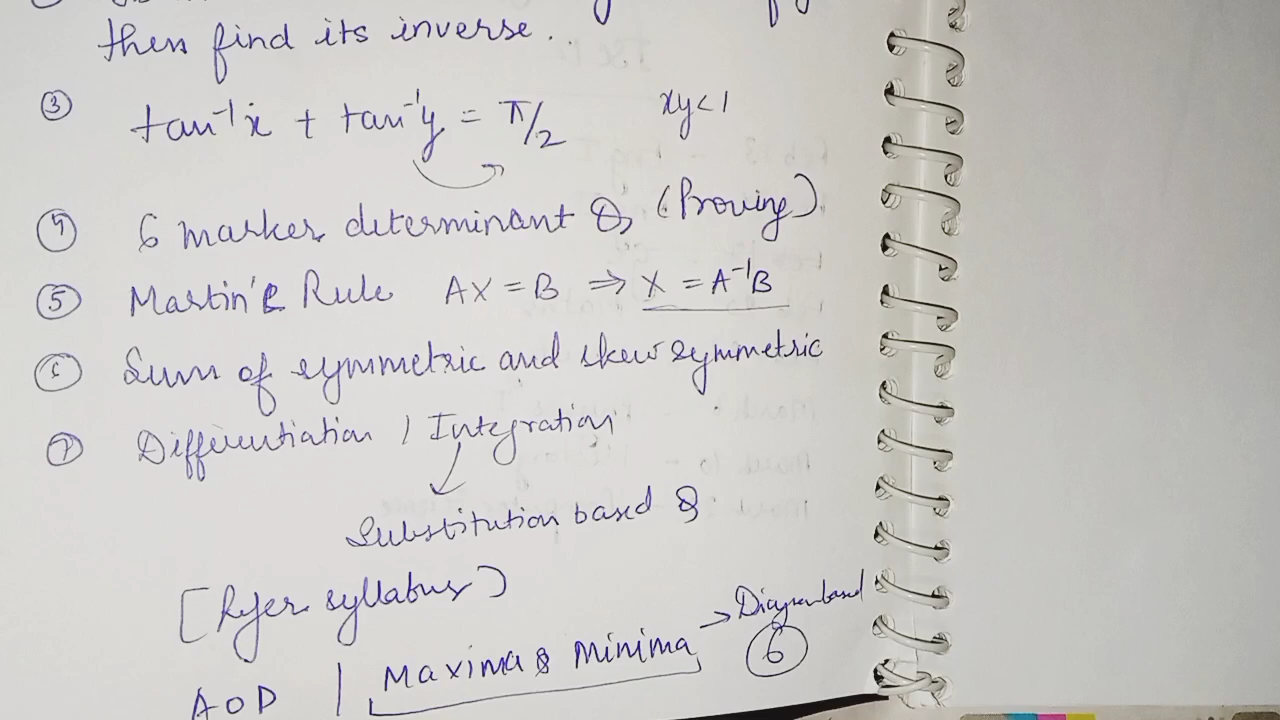 then find its inverse.
③ tan⁻¹x + tan⁻¹y = π/2 xy<1
④ 6 marker determinant Q, (Proving)
⑤ Martin's Rule AX = B ⇒ X = A⁻¹B
⑥ Sum of symmetric and skew symmetric
⑦ Differentiation / Integration
Substitution based Q
[Refer syllabus)
→ Diagram based
AOD | Maxima & Minima ⑥